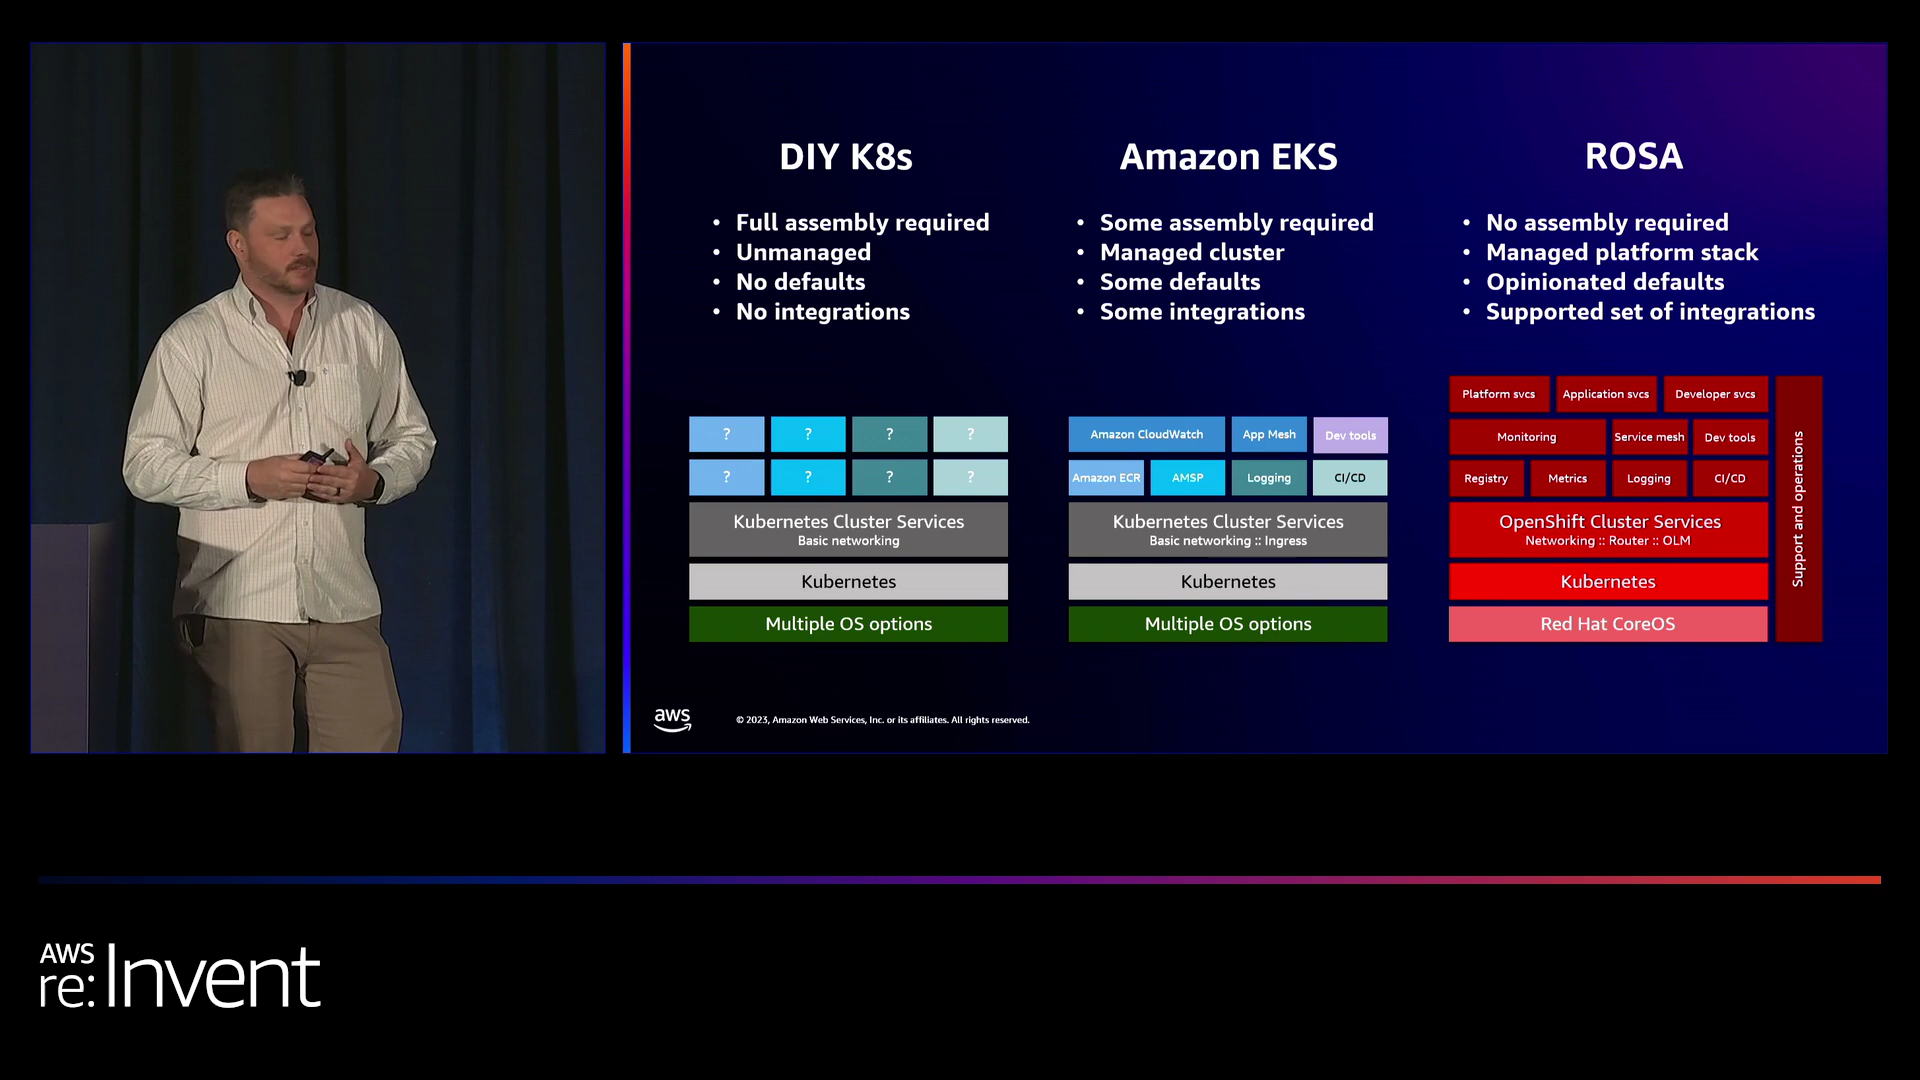 DIY K8s
• Full assembly required
• Unmanaged
• No defaults
• No integrations
? ? ? ?
? ? ? ?
Kubernetes Cluster Services
Basic networking
Kubernetes
Multiple OS options
Amazon EKS
• Some assembly required
• Managed cluster
• Some defaults
• Some integrations
Amazon CloudWatch App Mesh Dev tools
Amazon ECR AMSP Logging CI/CD
Kubernetes Cluster Services
Basic networking :: Ingress
Kubernetes
Multiple OS options
ROSA
• No assembly required
• Managed platform stack
• Opinionated defaults
• Supported set of integrations
Platform svcs Application svcs Developer svcs
Monitoring Service mesh Dev tools
Registry Metrics Logging CI/CD
OpenShift Cluster Services
Networking :: Router :: OLM
Kubernetes
Red Hat CoreOS
Support and operations
aws
© 2023, Amazon Web Services, Inc. or its affiliates. All rights reserved.
AWS
re:Invent